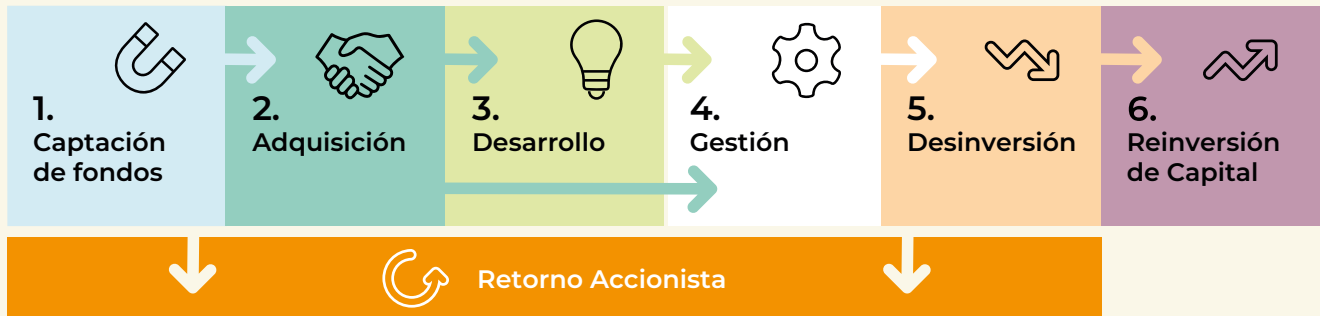 1.
Captación
de fondos
2.
Adquisición
3.
Desarrollo
4.
Gestión
5.
Desinversión
6.
Reinversión
de Capital
Retorno Accionista